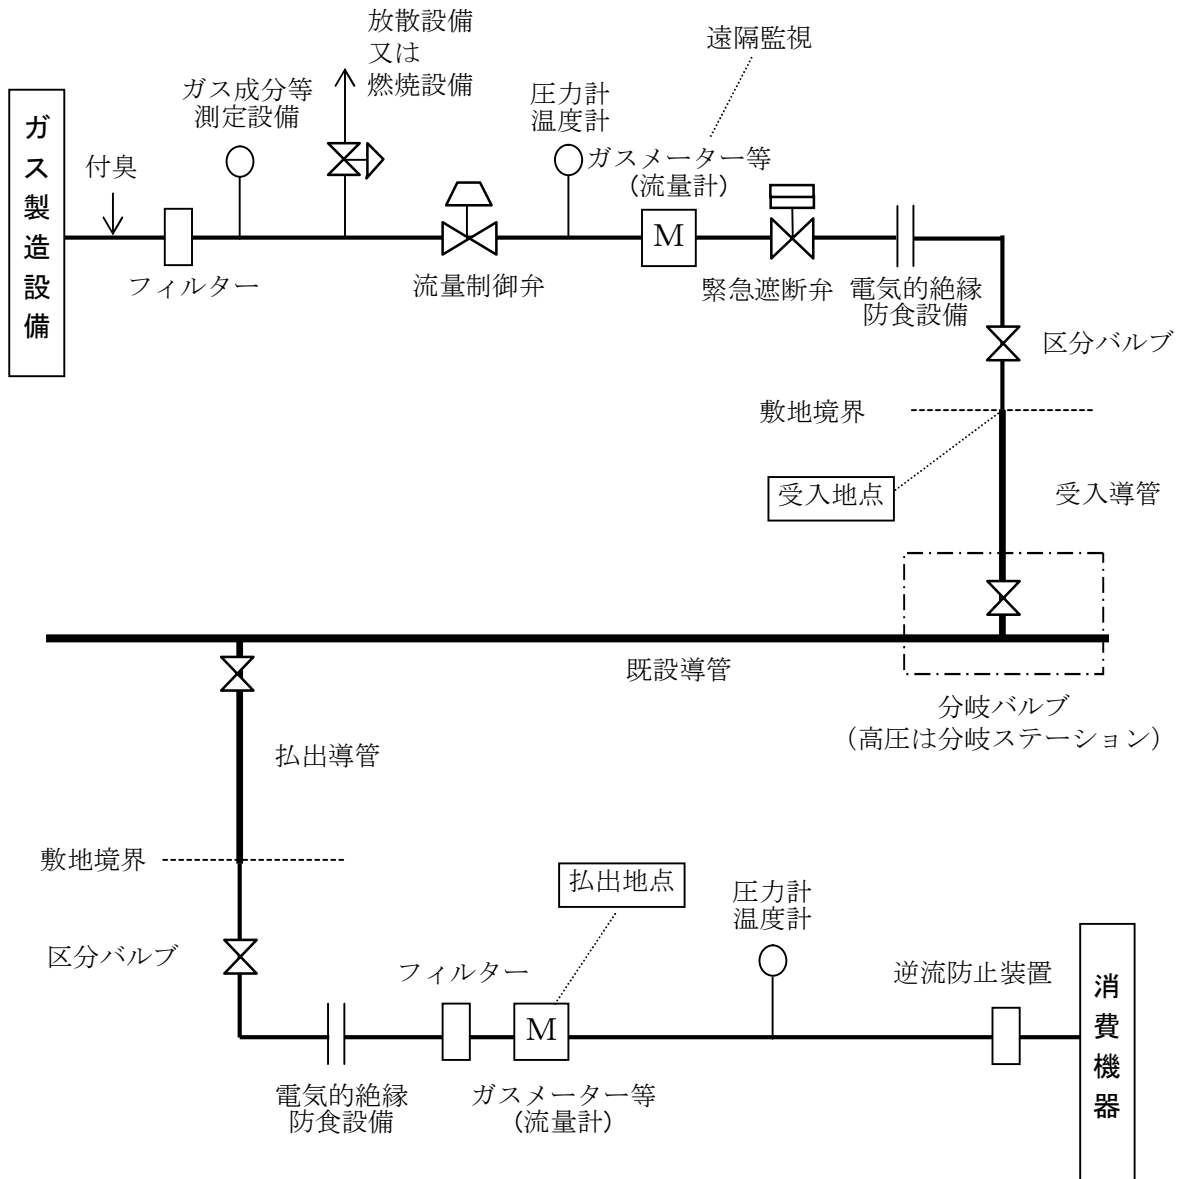 放散設備
又は
燃焼設備
遠隔監視
ガス成分等
測定設備
圧力計
温度計
ガス製造設備
付臭
ガスメーター等
(流量計)
M
フィルター
流量制御弁
緊急遮断弁
電気的絶縁
防食設備
区分バルブ
敷地境界
受入地点
受入導管
既設導管
分岐バルブ
（高圧は分岐ステーション）
払出導管
敷地境界
払出地点
圧力計
温度計
区分バルブ
フィルター
逆流防止装置
消費機器
M
電気的絶縁
防食設備
ガスメーター等
(流量計)